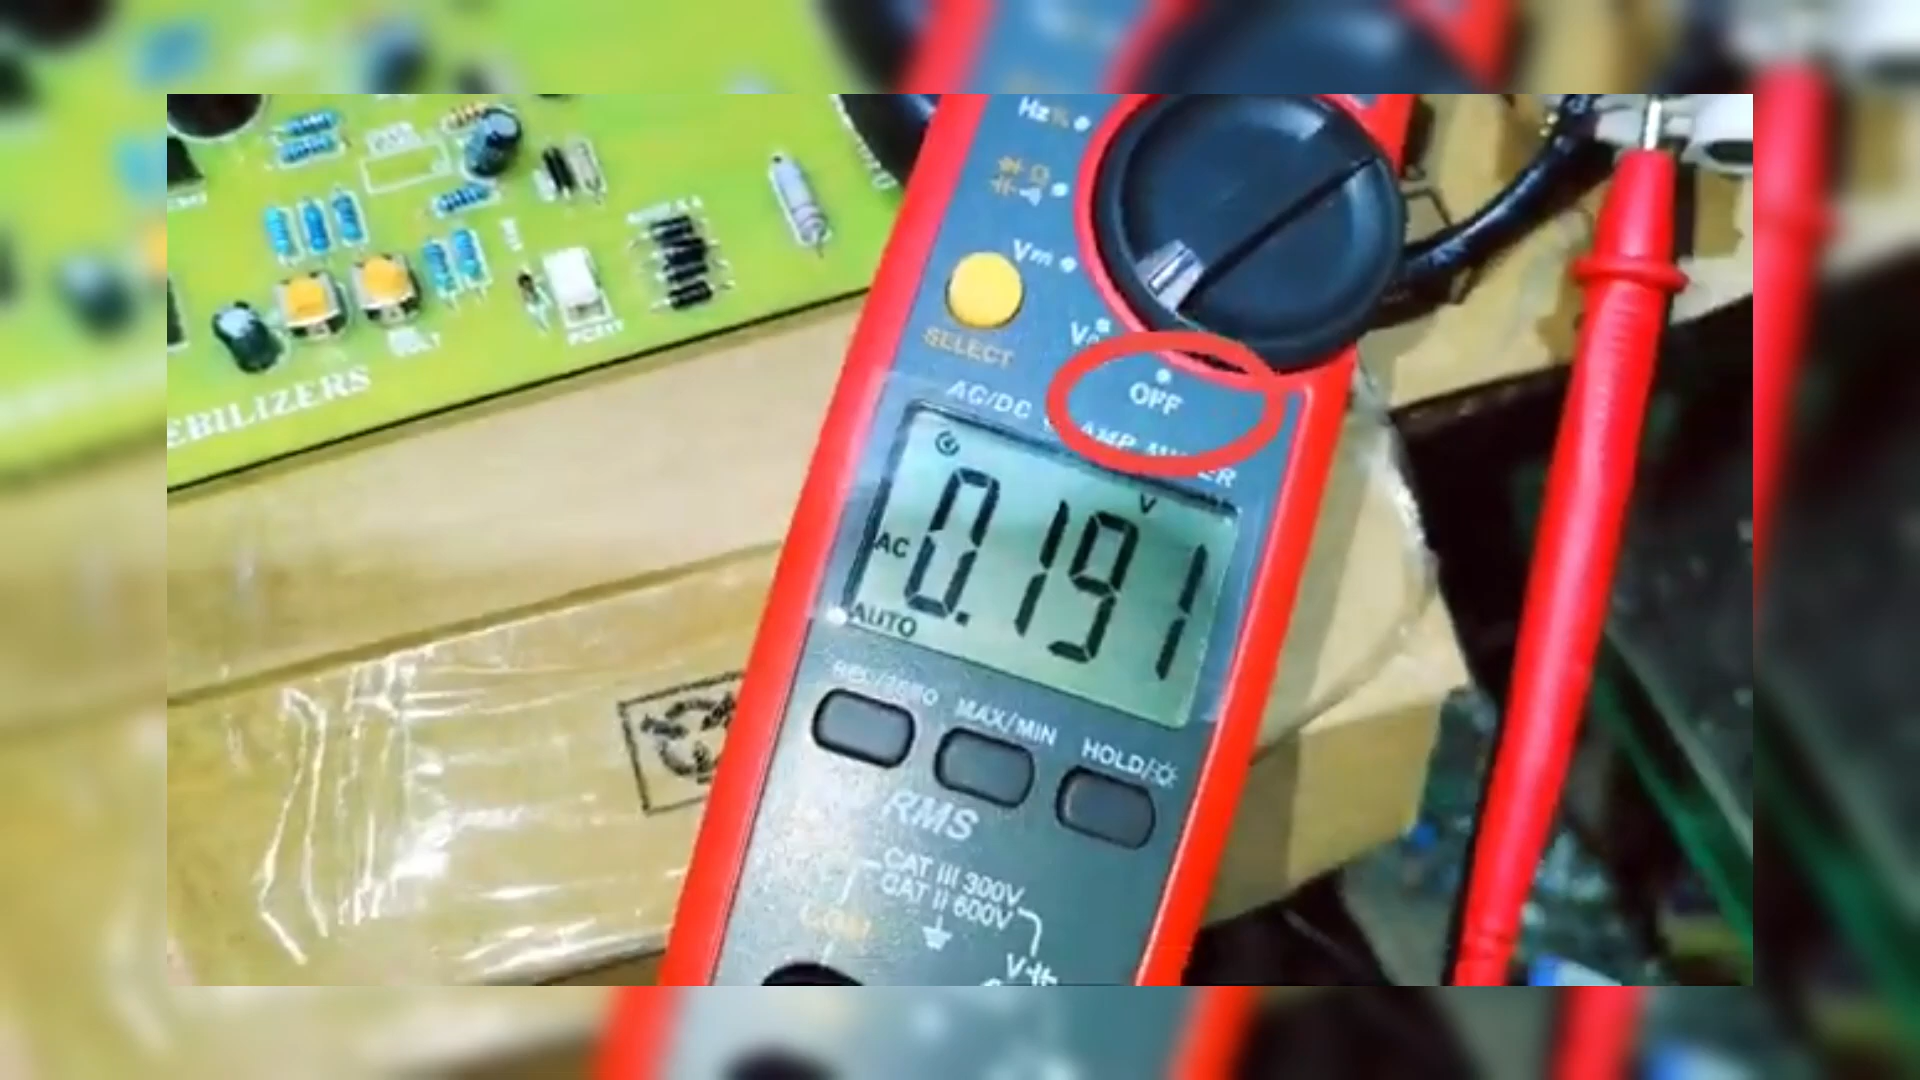 Hz%
Vm
SELECT
OFF
AC/DC
V
AC 0.191
AUTO
MAX/MIN
HOLD/
RMS
CAT III 300V
CAT II 600V
COM
EBILIZERS